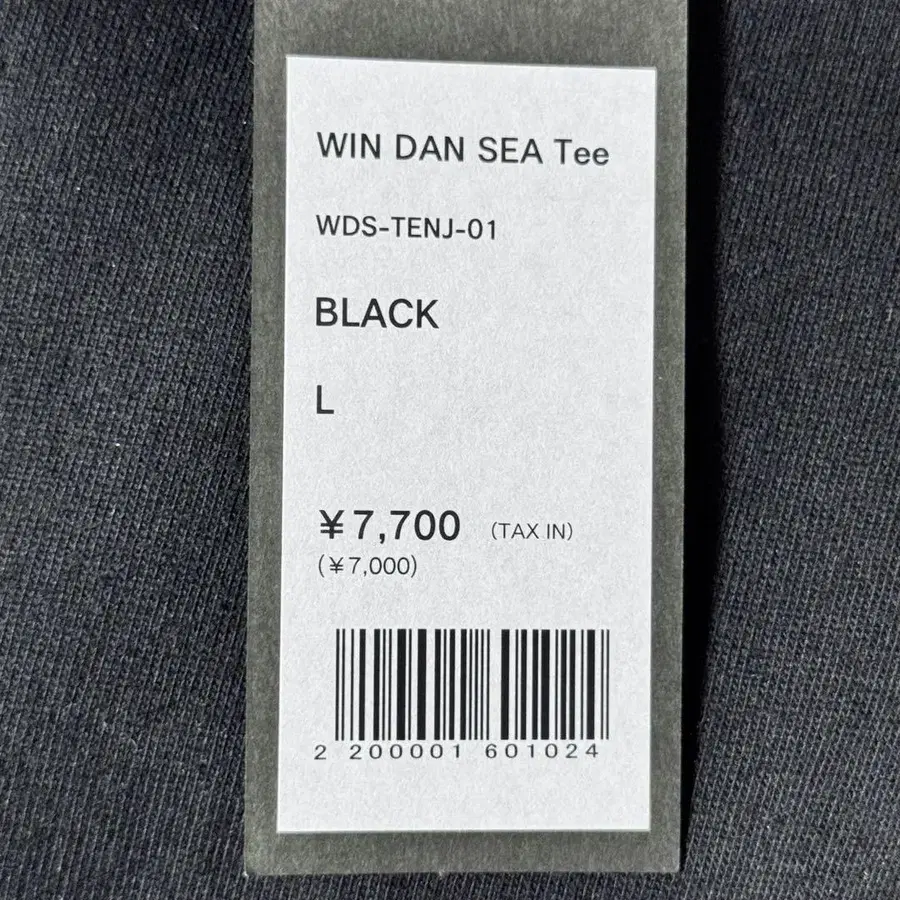 WIN DAN SEA Tee
WDS-TENJ-01
BLACK
L
¥7,700 (TAX IN)
(¥7,000)
2 200001 601024